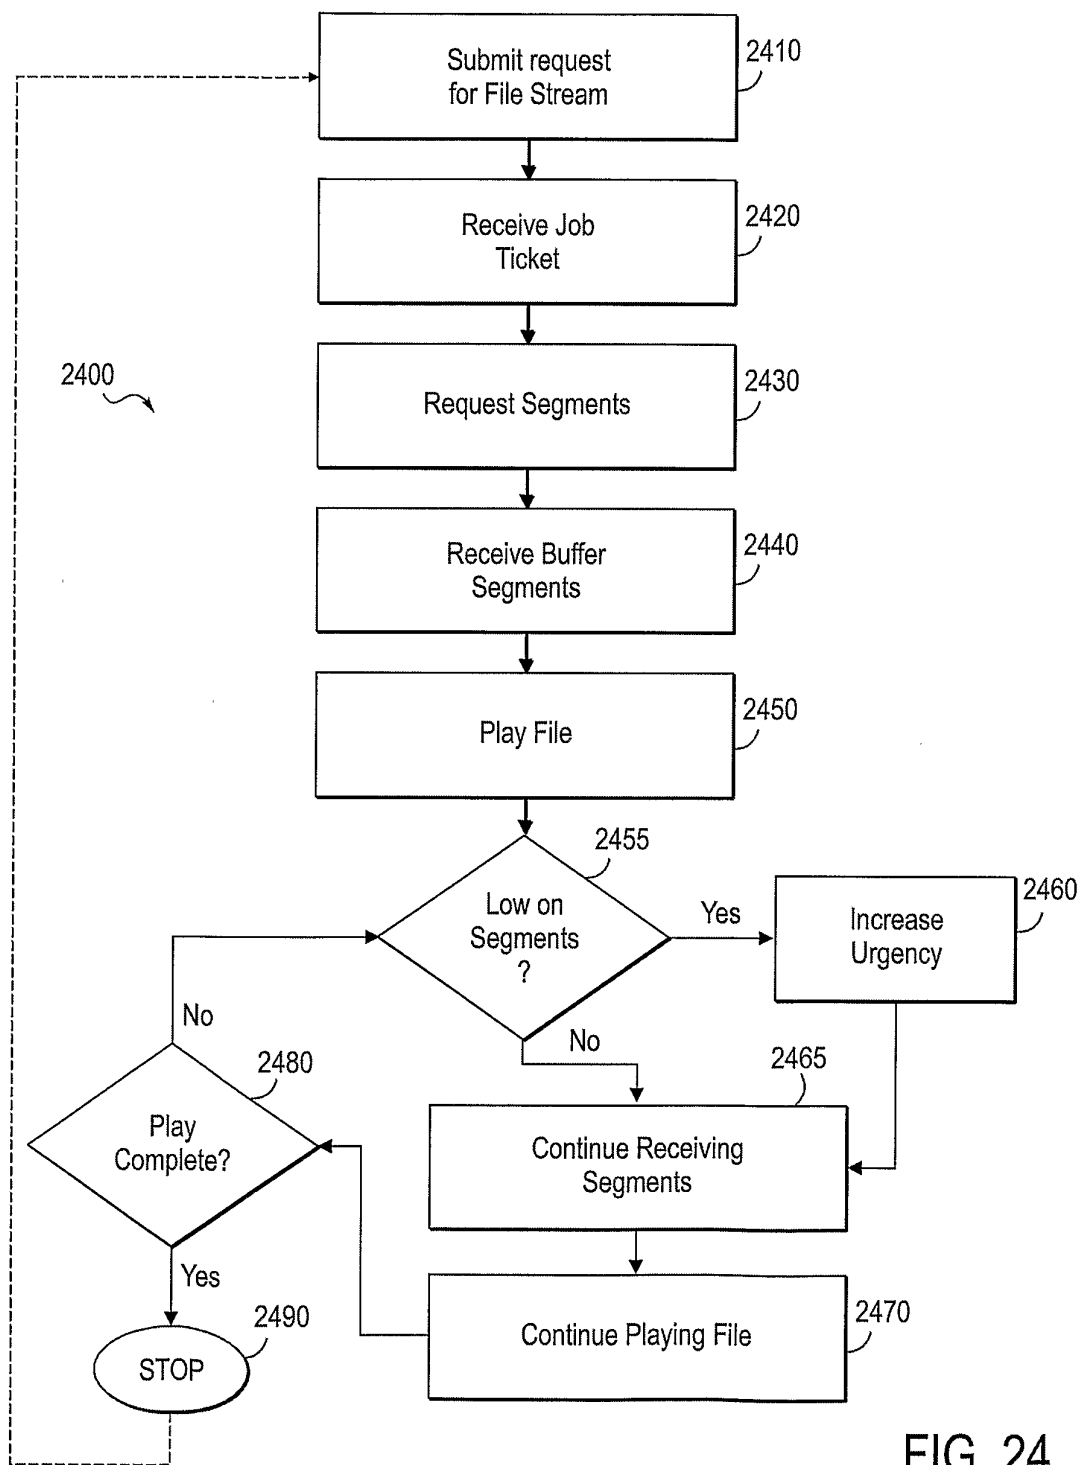 Submit request
for File Stream
2410
Receive Job
Ticket
2420
2400
Request Segments
2430
Receive Buffer
Segments
2440
Play File
2450
Low on
Segments
?
2455
Yes
Increase
Urgency
2460
No
No
2480
2465
Play
Complete?
Continue Receiving
Segments
Yes
2490
STOP
Continue Playing File
2470
FIG. 24